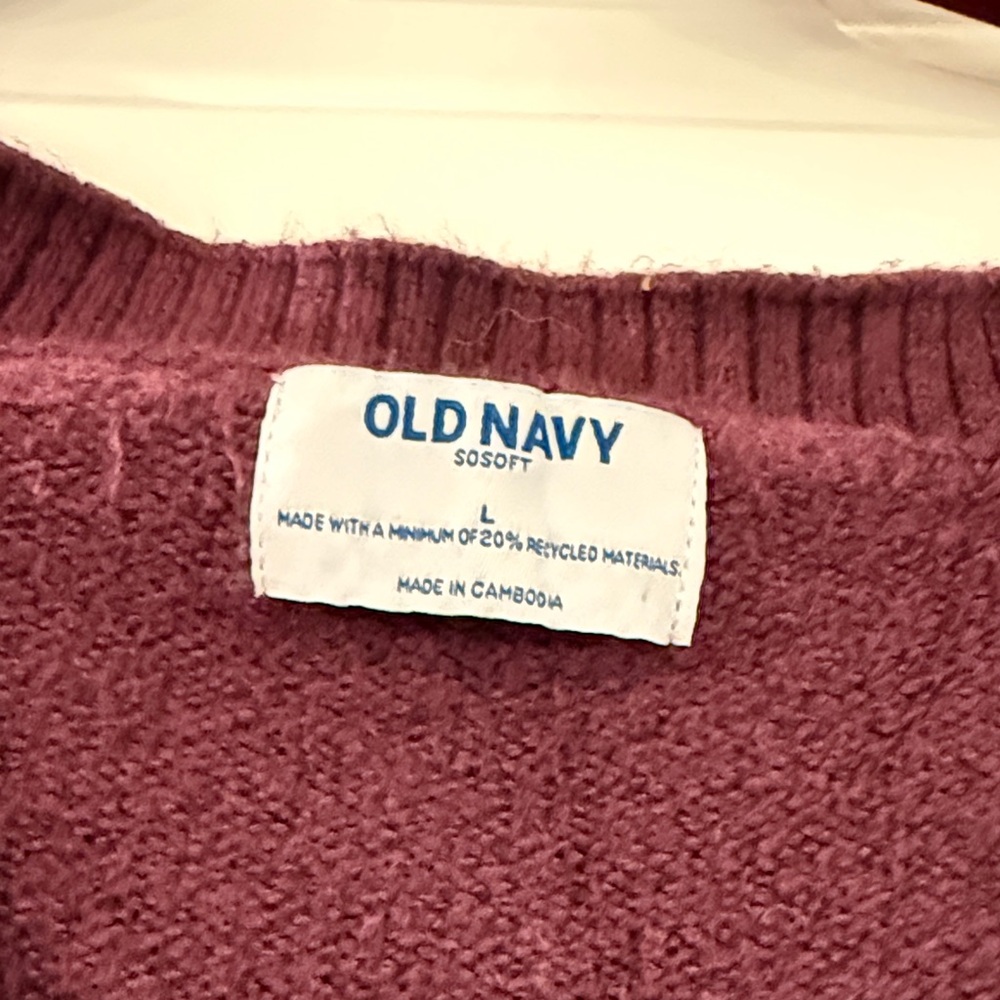 OLD NAVY
SOSOFT
L
MADE WITH A MINIMUM OF 20% RECYCLED MATERIALS.
MADE IN CAMBODIA